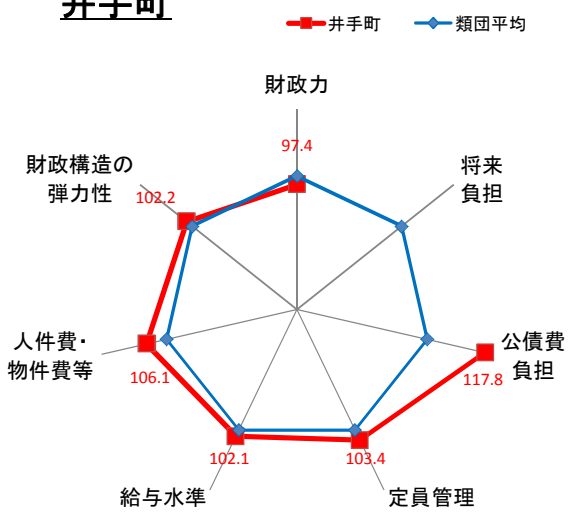 井手町
井手町
類団平均
財政力
97.4
将来
負担
財政構造の
弾力性
102.2
公債費
負担
117.8
人件費・
物件費等
106.1
給与水準
102.1
定員管理
103.4